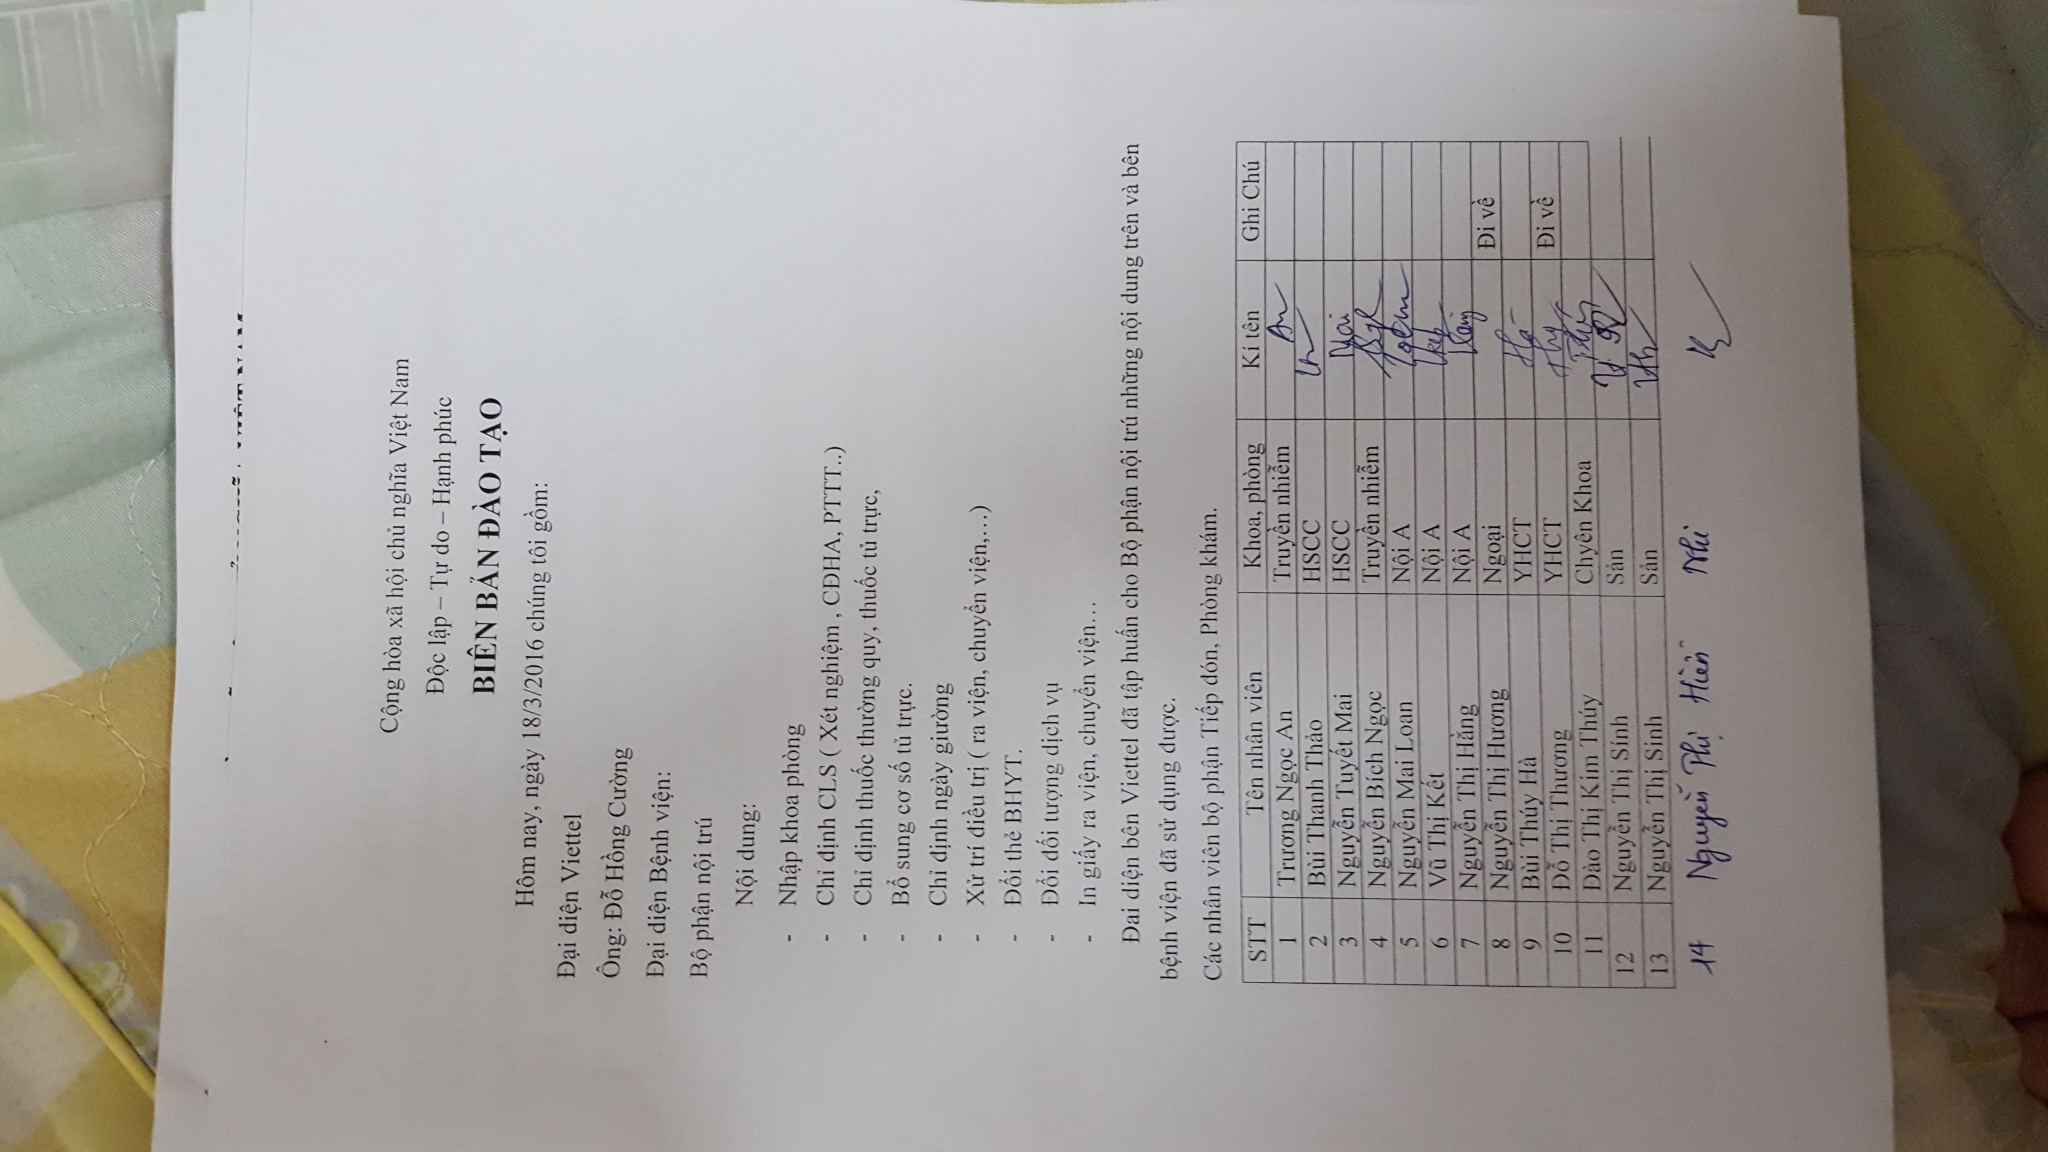 VIỆT NAM
Cộng hòa xã hội chủ nghĩa Việt Nam
Độc lập – Tự do – Hạnh phúc
BIÊN BẢN ĐÀO TẠO
Hôm nay, ngày 18/3/2016 chúng tôi gồm:
Đại diện Viettel
Ông: Đỗ Hồng Cường
Đại diện Bệnh viện:
Bộ phận nội trú
Nội dung:
- Nhập khoa phòng
- Chỉ định CLS ( Xét nghiệm , CĐHA, PTTT..)
- Chỉ định thuốc thường quy, thuốc tủ trực,
- Bổ sung cơ số tủ trực.
- Chỉ định ngày giường
- Xử trí điều trị ( ra viện, chuyển viện,…)
- Đổi thẻ BHYT.
- Đổi đối tượng dịch vụ
- In giấy ra viện, chuyển viện…
Đai diện bên Viettel đã tập huấn cho Bộ phận nội trú những nội dung trên và bên
bệnh viện đã sử dụng được.
Các nhân viên bộ phận Tiếp đón, Phòng khám.
STT Tên nhân viên Khoa, phòng Kí tên Ghi Chú
1 Trương Ngọc An Truyền nhiễm An
2 Bùi Thanh Thảo HSCC
3 Nguyễn Tuyết Mai HSCC Mai
4 Nguyễn Bích Ngọc Truyền nhiễm
5 Nguyễn Mai Loan Nội A Loan
6 Vũ Thị Kết Nội A
7 Nguyễn Thị Hằng Nội A Hằng
8 Nguyễn Thị Hương Ngoại Đi về
9 Bùi Thúy Hà YHCT Hà
10 Đỗ Thị Thương YHCT Đi về
11 Đào Thị Kim Thúy Chyên Khoa Thúy
12 Nguyễn Thị Sính Sản
13 Nguyễn Thị Sinh Sản
14 Nguyễn Thị Hiền Nhi